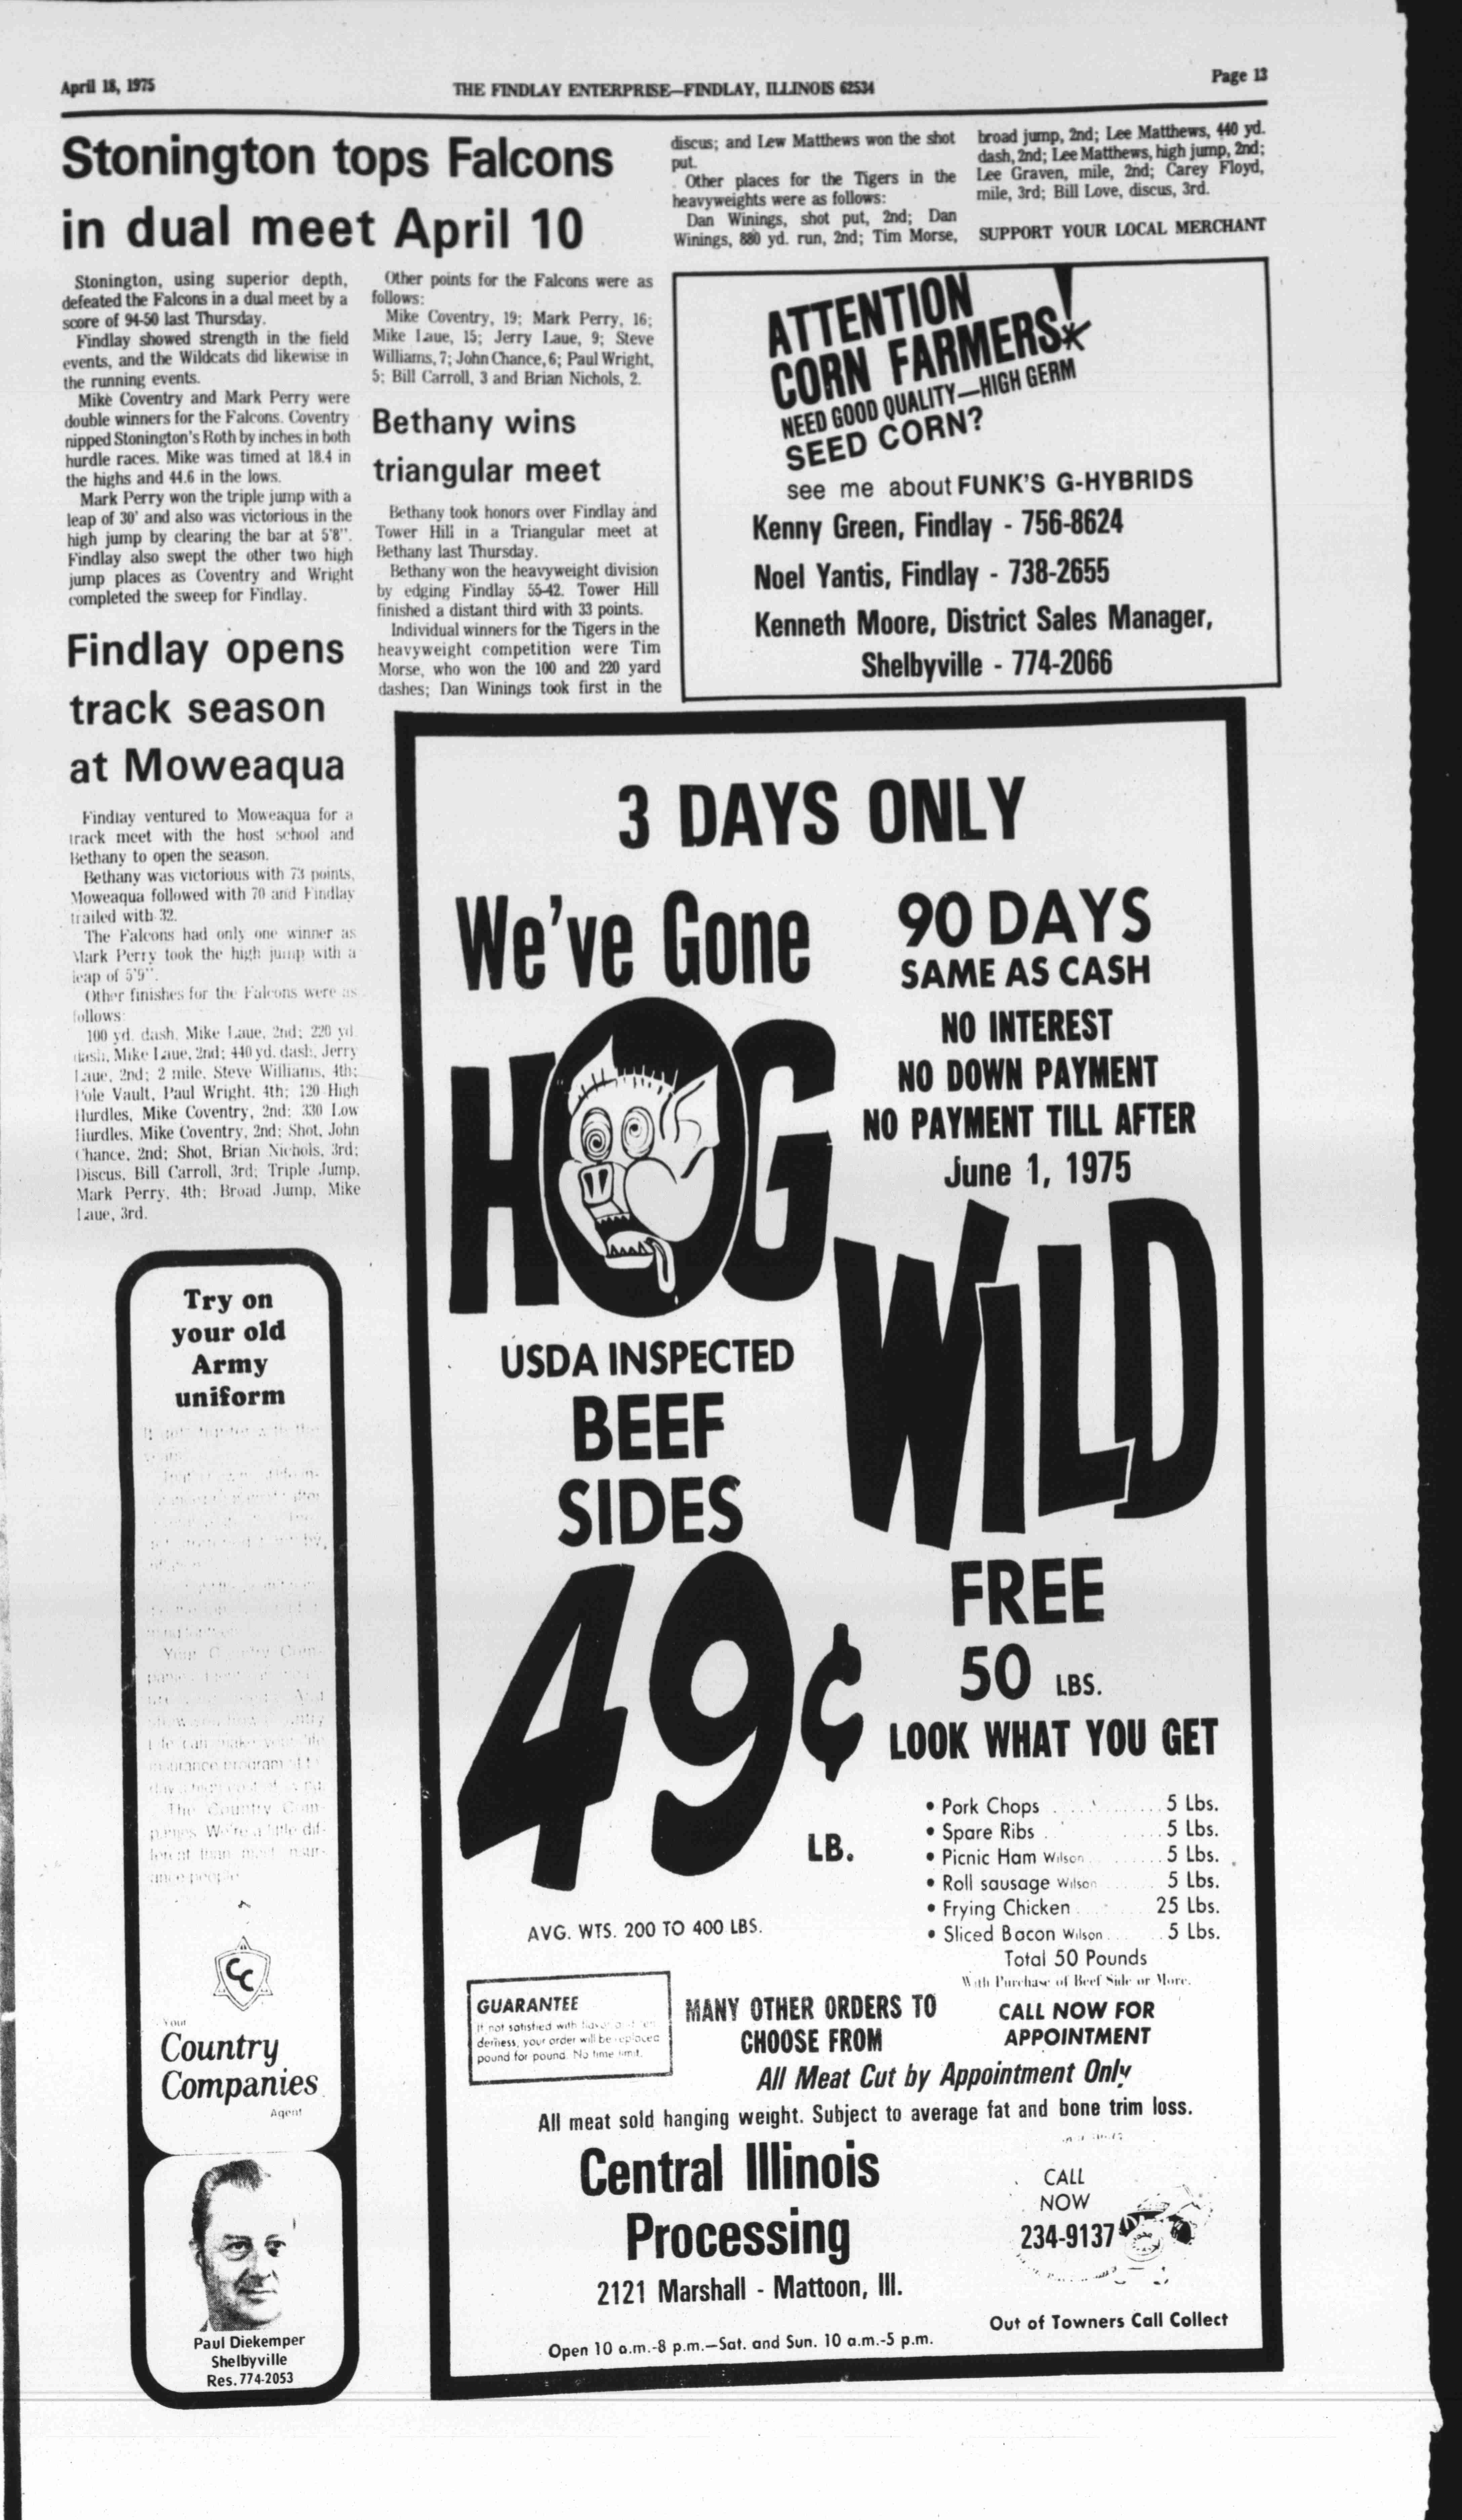 April 18, 1975
THE FINDLAY ENTERPRISE—FINDLAY, ILLINOIS 62534
Page 13
Stonington tops Falcons
in dual meet April 10
Stonington, using superior depth,
defeated the Falcons in a dual meet by a
score of 94-50 last Thursday.
Findlay showed strength in the field
events, and the Wildcats did likewise in
the running events.
Mike Coventry and Mark Perry were
double winners for the Falcons. Coventry
nipped Stonington's Roth by inches in both
hurdle races. Mike was timed at 18.4 in
the highs and 44.6 in the lows.
Mark Perry won the triple jump with a
leap of 30' and also was victorious in the
high jump by clearing the bar at 5'8".
Findlay also swept the other two high
jump places as Coventry and Wright
completed the sweep for Findlay.
Other points for the Falcons were as
follows:
Mike Coventry, 19; Mark Perry, 16;
Mike Laue, 15; Jerry Laue, 9; Steve
Williams, 7; John Chance, 6; Paul Wright,
5; Bill Carroll, 3 and Brian Nichols, 2.
Findlay opens
track season
at Moweaqua
Findlay ventured to Moweaqua for a
track meet with the host school and
Bethany to open the season.
Bethany was victorious with 73 points,
Moweaqua followed with 70 and Findlay
trailed with 32.
The Falcons had only one winner as
Mark Perry took the high jump with a
leap of 5'9".
Other finishes for the Falcons were as
follows:
100 yd. dash, Mike Laue, 2nd; 220 yd.
dash, Mike Laue, 2nd; 440 yd. dash, Jerry
Laue, 2nd; 2 mile, Steve Williams, 4th;
Pole Vault, Paul Wright, 4th; 120 High
Hurdles, Mike Coventry, 2nd; 330 Low
Hurdles, Mike Coventry, 2nd; Shot, John
Chance, 2nd; Shot, Brian Nichols, 3rd;
Discus, Bill Carroll, 3rd; Triple Jump,
Mark Perry, 4th; Broad Jump, Mike
Laue, 3rd.
Bethany wins
triangular meet
Bethany took honors over Findlay and
Tower Hill in a Triangular meet at
Bethany last Thursday.
Bethany won the heavyweight division
by edging Findlay 55-42. Tower Hill
finished a distant third with 33 points.
Individual winners for the Tigers in the
heavyweight competition were Tim
Morse, who won the 100 and 220 yard
dashes; Dan Winings took first in the
discus; and Lew Matthews won the shot
put.
Other places for the Tigers in the
heavyweights were as follows:
Dan Winings, shot put, 2nd; Dan
Winings, 880 yd. run, 2nd; Tim Morse,
broad jump, 2nd; Lee Matthews, 440 yd.
dash, 2nd; Lee Matthews, high jump, 2nd;
Lee Graven, mile, 2nd; Carey Floyd,
mile, 3rd; Bill Love, discus, 3rd.
SUPPORT YOUR LOCAL MERCHANT
ATTENTION
CORN FARMERS!
NEED GOOD QUALITY—HIGH GERM
SEED CORN?
see me about FUNK'S G-HYBRIDS
Kenny Green, Findlay - 756-8624
Noel Yantis, Findlay - 738-2655
Kenneth Moore, District Sales Manager,
Shelbyville - 774-2066
3 DAYS ONLY
We've Gone
HOG
WILD
90 DAYS
SAME AS CASH
NO INTEREST
NO DOWN PAYMENT
NO PAYMENT TILL AFTER
June 1, 1975
USDA INSPECTED
BEEF
SIDES
49¢
LB.
AVG. WTS. 200 TO 400 LBS.
FREE
50 LBS.
LOOK WHAT YOU GET
• Pork Chops 5 Lbs.
• Spare Ribs 5 Lbs.
• Picnic Ham Wilson 5 Lbs.
• Roll sausage Wilson 5 Lbs.
• Frying Chicken 25 Lbs.
• Sliced Bacon Wilson 5 Lbs.
Total 50 Pounds
With Purchase of Beef Side or More.
GUARANTEE
If not satisfied with
derness, your order will be replaced
pound for pound. No time limit.
MANY OTHER ORDERS TO
CHOOSE FROM
CALL NOW FOR
APPOINTMENT
All Meat Cut by Appointment Only
All meat sold hanging weight. Subject to average fat and bone trim loss.
Central Illinois
Processing
2121 Marshall - Mattoon, Ill.
CALL
NOW
234-9137
Out of Towners Call Collect
Open 10 a.m.-8 p.m.—Sat. and Sun. 10 a.m.-5 p.m.
Try on
your old
Army
uniform
Your Country Com-
life can make your life
insurance program fit
The Country Com-
panies. We're a little dif-
ferent than most insur-
ance people.
CC
Your
Country
Companies
Agent
Paul Diekemper
Shelbyville
Res. 774-2053